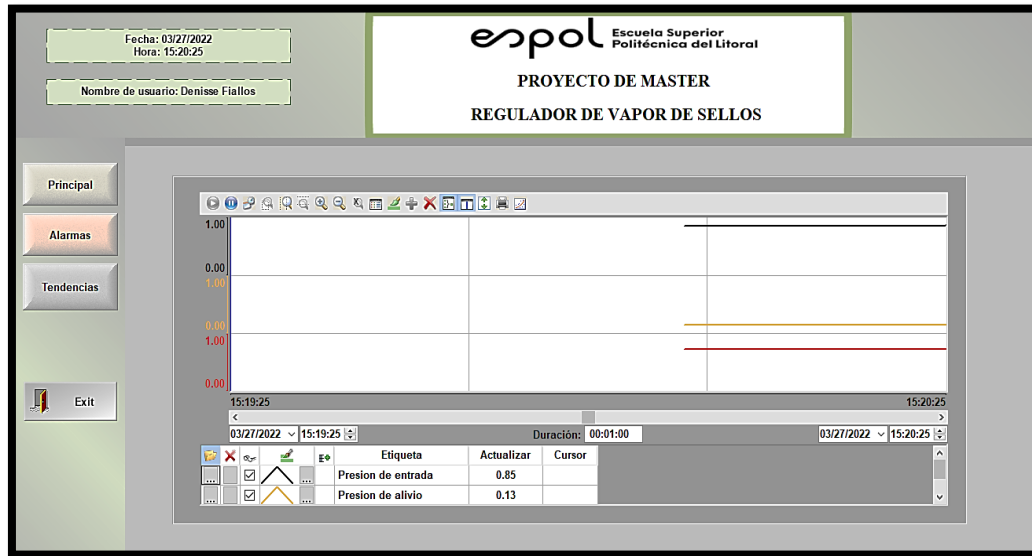 Fecha: 03/27/2022
Hora: 15:20:25
Nombre de usuario: Denisse Fiallos
espol Escuela Superior
Politécnica del Litoral
PROYECTO DE MASTER
REGULADOR DE VAPOR DE SELLOS
Principal
Alarmas
Tendencias
Exit
1.00
0.00
1.00
0.00
1.00
0.00
15:19:25 15:20:25
03/27/2022 15:19:25 Duración: 00:01:00 03/27/2022 15:20:25
Etiqueta Actualizar Cursor
... ... Presion de entrada 0.85
... ... Presion de alivio 0.13